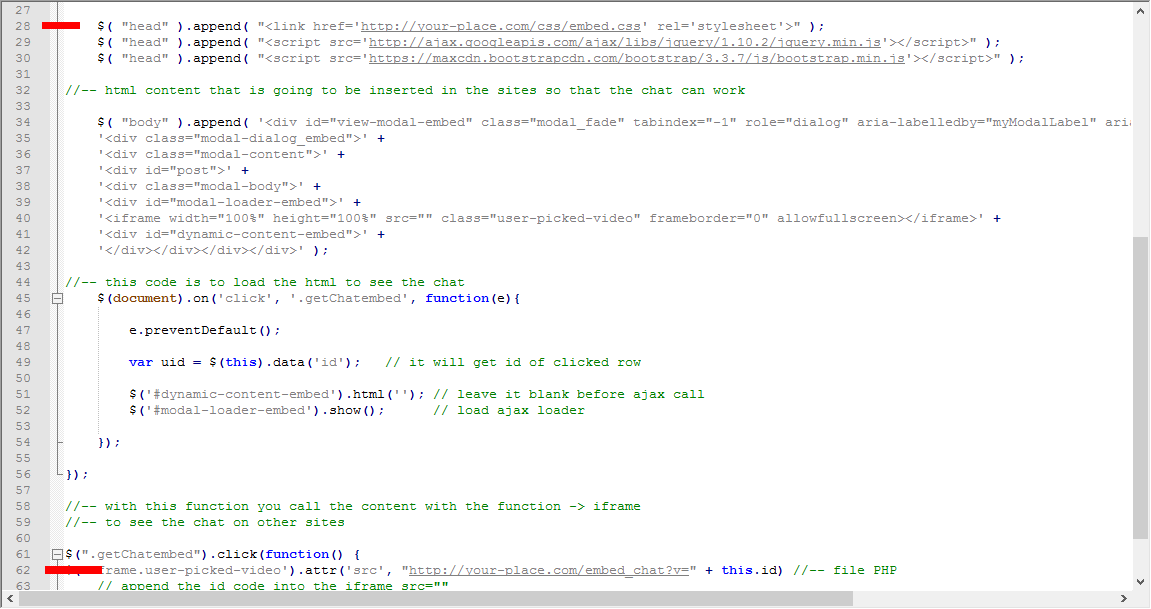 27
28 $( "head" ).append( "<link href='http://your-place.com/css/embed.css' rel='stylesheet'>" );
29 $( "head" ).append( "<script src='http://ajax.googleapis.com/ajax/libs/jquery/1.10.2/jquery.min.js'></script>" );
30 $( "head" ).append( "<script src='https://maxcdn.bootstrapcdn.com/bootstrap/3.3.7/js/bootstrap.min.js'></script>" );
31
32 //-- html content that is going to be inserted in the sites so that the chat can work
33
34 $( "body" ).append( '<div id="view-modal-embed" class="modal_fade" tabindex="-1" role="dialog" aria-labelledby="myModalLabel" aria
35 '<div class="modal-dialog_embed">' +
36 '<div class="modal-content">' +
37 '<div id="post">' +
38 '<div class="modal-body">' +
39 '<div id="modal-loader-embed">' +
40 '<iframe width="100%" height="100%" src="" class="user-picked-video" frameborder="0" allowfullscreen></iframe>' +
41 '<div id="dynamic-content-embed">' +
42 '</div></div></div></div>' );
43
44 //-- this code is to load the html to see the chat
45 $(document).on('click', '.getChatembed', function(e){
46
47 e.preventDefault();
48
49 var uid = $(this).data('id'); // it will get id of clicked row
50
51 $('#dynamic-content-embed').html(''); // leave it blank before ajax call
52 $('#modal-loader-embed').show(); // load ajax loader
53
54 });
55
56 });
57
58 //-- with this function you call the content with the function -> iframe
59 //-- to see the chat on other sites
60
61 $(".getChatembed").click(function() {
62 frame.user-picked-video').attr('src', "http://your-place.com/embed_chat?v=" + this.id) //-- file PHP
63 // append the id code into the iframe src=""